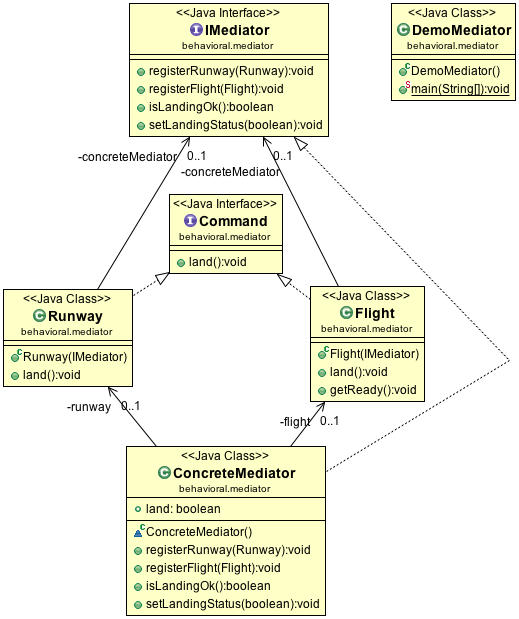 <<Java Interface>>
IMediator
behavioral.mediator
registerRunway(Runway):void
registerFlight(Flight):void
isLandingOk():boolean
setLandingStatus(boolean):void
<<Java Class>>
DemoMediator
behavioral.mediator
DemoMediator()
main(String[]):void
-concreteMediator 0..1
-concreteMediator 0..1
<<Java Interface>>
Command
behavioral.mediator
land():void
<<Java Class>>
Runway
behavioral.mediator
Runway(IMediator)
land():void
<<Java Class>>
Flight
behavioral.mediator
Flight(IMediator)
land():void
getReady():void
-runway 0..1
-flight 0..1
<<Java Class>>
ConcreteMediator
behavioral.mediator
land: boolean
ConcreteMediator()
registerRunway(Runway):void
registerFlight(Flight):void
isLandingOk():boolean
setLandingStatus(boolean):void